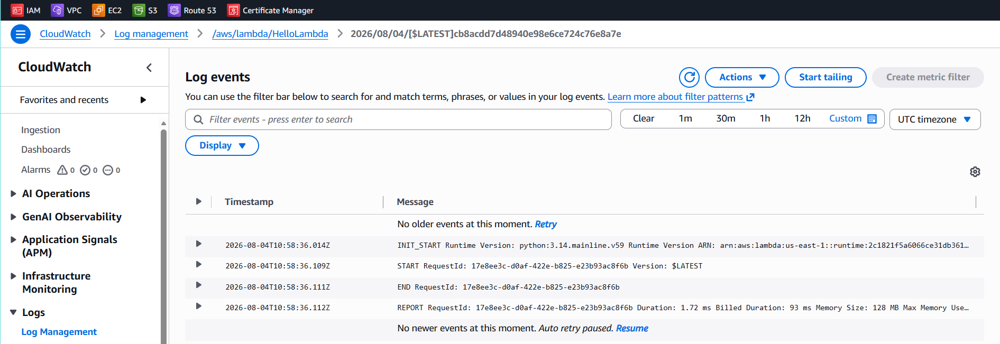 IAM VPC EC2 S3 Route 53 Certificate Manager
CloudWatch Log management /aws/lambda/HelloLambda 2026/08/04/[$LATEST]cb8acdd7d48940e98e6ce724c76e8a7e
CloudWatch
Favorites and recents
Ingestion
Dashboards
Alarms 0 0 0
AI Operations
GenAI Observability
Application Signals
(APM)
Infrastructure
Monitoring
Logs
Log Management
Log events
Actions Start tailing Create metric filter
You can use the filter bar below to search for and match terms, phrases, or values in your log events. Learn more about filter patterns
Filter events - press enter to search Clear 1m 30m 1h 12h Custom UTC timezone
Display
Timestamp Message
No older events at this moment. Retry
2026-08-04T10:58:36.014Z INIT_START Runtime Version: python:3.14.mainline.v59 Runtime Version ARN: arn:aws:lambda:us-east-1::runtime:2c1821f5a6066ce31db361…
2026-08-04T10:58:36.109Z START RequestId: 17e8ee3c-d0af-422e-b825-e23b93ac8f6b Version: $LATEST
2026-08-04T10:58:36.111Z END RequestId: 17e8ee3c-d0af-422e-b825-e23b93ac8f6b
2026-08-04T10:58:36.112Z REPORT RequestId: 17e8ee3c-d0af-422e-b825-e23b93ac8f6b Duration: 1.72 ms Billed Duration: 93 ms Memory Size: 128 MB Max Memory Use…
No newer events at this moment. Auto retry paused. Resume